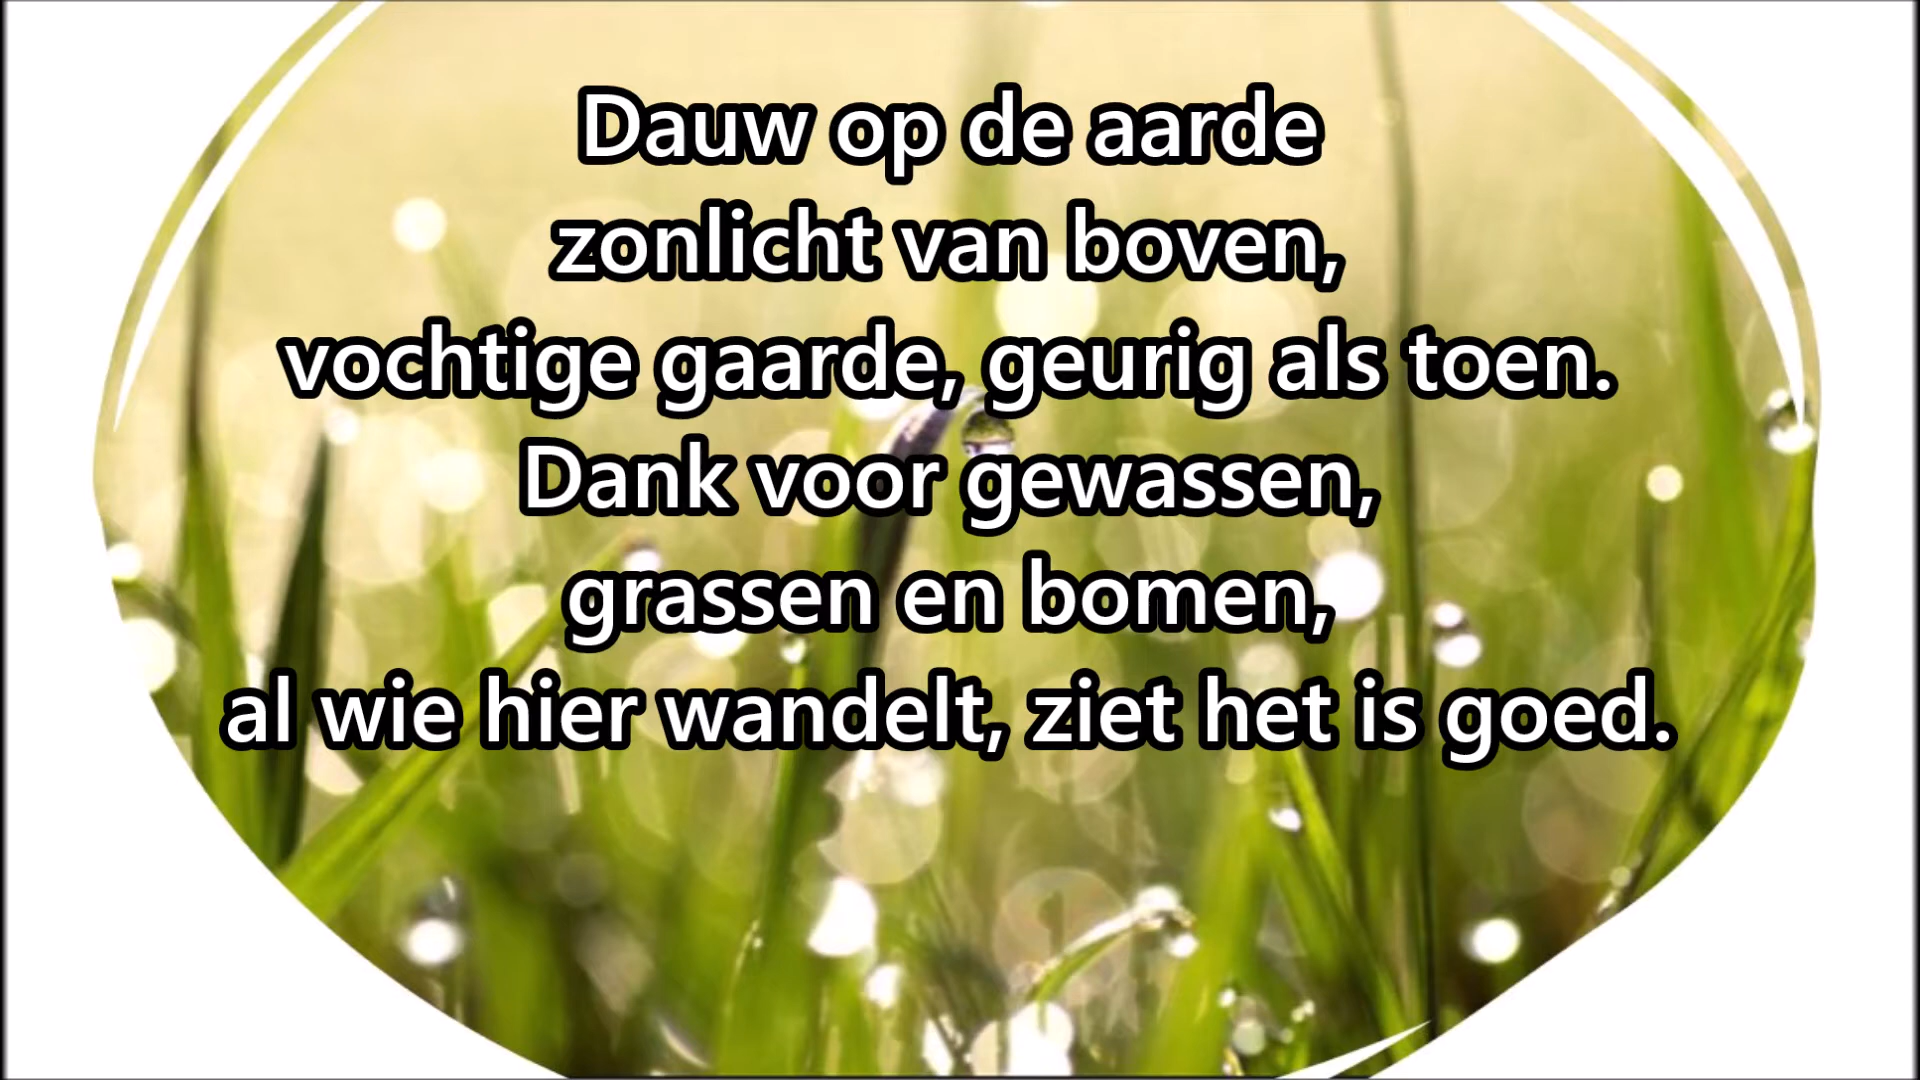 Dauw op de aarde
zonlicht van boven,
vochtige gaarde, geurig als toen.
Dank voor gewassen,
grassen en bomen,
al wie hier wandelt, ziet het is goed.